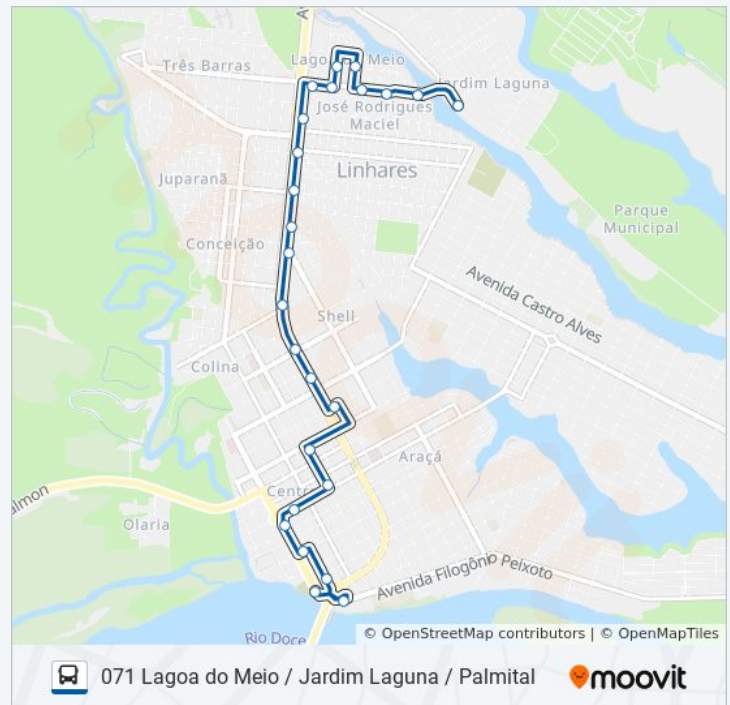 Três Barras
Lagoa do Meio
Jardim Laguna
José Rodrigues
Maciel
Linhares
Juparanã
Parque
Municipal
Conceição
Avenida Castro Alves
Shell
Colina
Araçá
Centro
Olaria
Avenida Filogônio Peixoto
Rio Doce
© OpenStreetMap contributors | © OpenMapTiles
071 Lagoa do Meio / Jardim Laguna / Palmital
moovit